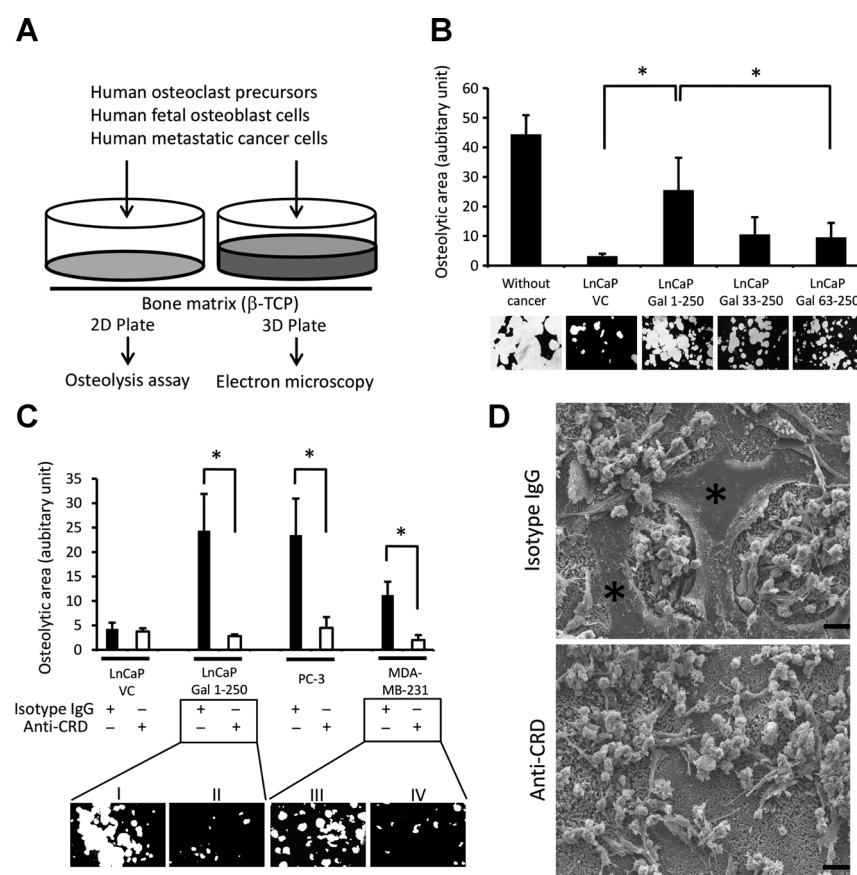 A
Human osteoclast precursors
Human fetal osteoblast cells
Human metastatic cancer cells
Bone matrix (β-TCP)
2D Plate 3D Plate
Osteolysis assay Electron microscopy
B
Osteolytic area (aubitary unit)
60
50
40
30
20
10
0
* *
Without cancer
LnCaP VC
LnCaP Gal 1-250
LnCaP Gal 33-250
LnCaP Gal 63-250
C
Osteolytic area (aubitary unit)
35
30
25
20
15
10
5
0
* * *
LnCaP VC
LnCaP Gal 1-250
PC-3
MDA-MB-231
Isotype IgG + – + – + – + –
Anti-CRD – + – + – + – +
I II III IV
D
Isotype IgG
*
*
Anti-CRD